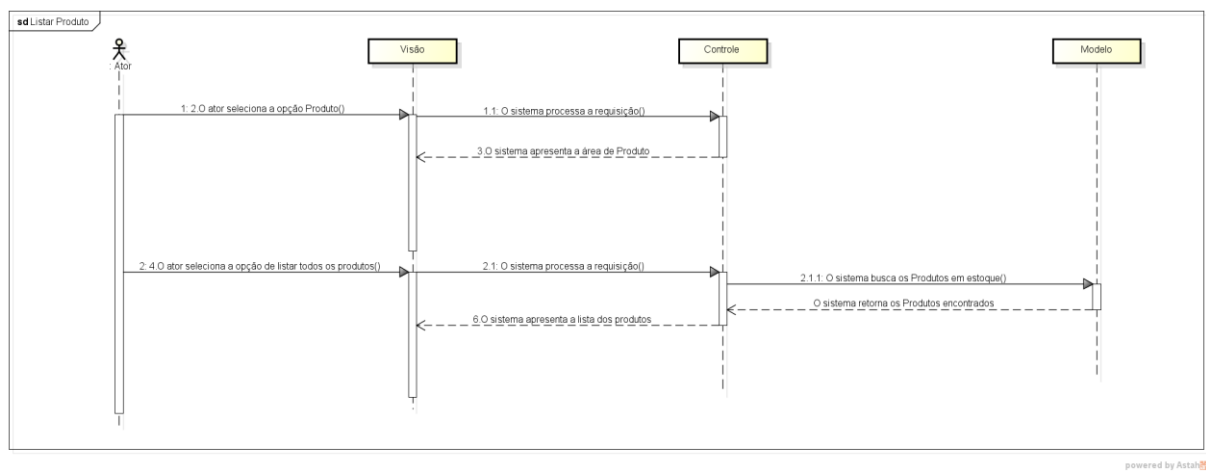 sd Listar Produto
: Ator
Visão
Controle
Modelo
1: 2.O ator seleciona a opção Produto()
1.1: O sistema processa a requisição()
3.O sistema apresenta a área de Produto
2: 4.O ator seleciona a opção de listar todos os produtos()
2.1: O sistema processa a requisição()
2.1.1: O sistema busca os Produtos em estoque()
O sistema retorna os Produtos encontrados
6.O sistema apresenta a lista dos produtos
powered by Astah